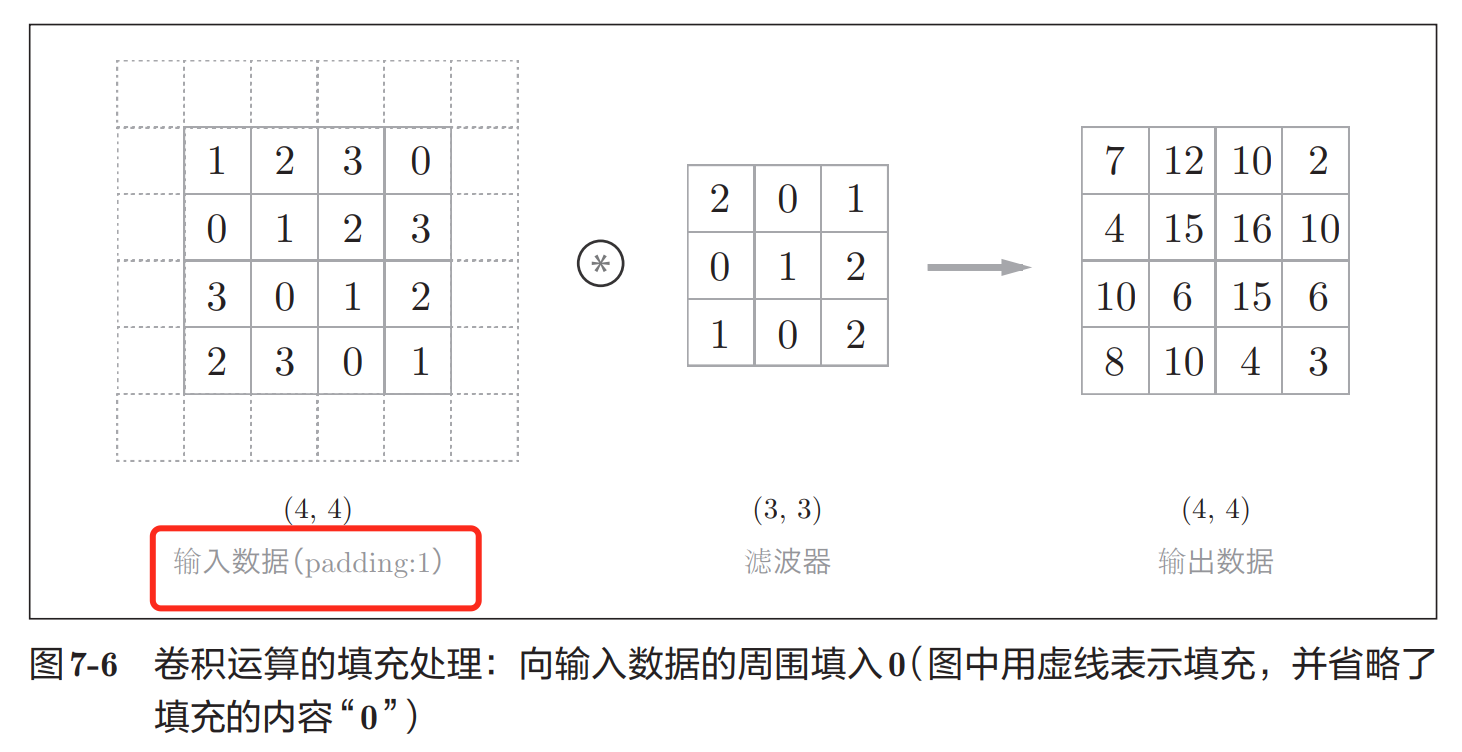 1 2 3 0
0 1 2 3
3 0 1 2
2 3 0 1
(4, 4)
输入数据(padding:1)
*
2 0 1
0 1 2
1 0 2
(3, 3)
滤波器
7 12 10 2
4 15 16 10
10 6 15 6
8 10 4 3
(4, 4)
输出数据
图7-6 卷积运算的填充处理：向输入数据的周围填入0(图中用虚线表示填充，并省略了
填充的内容“0”)